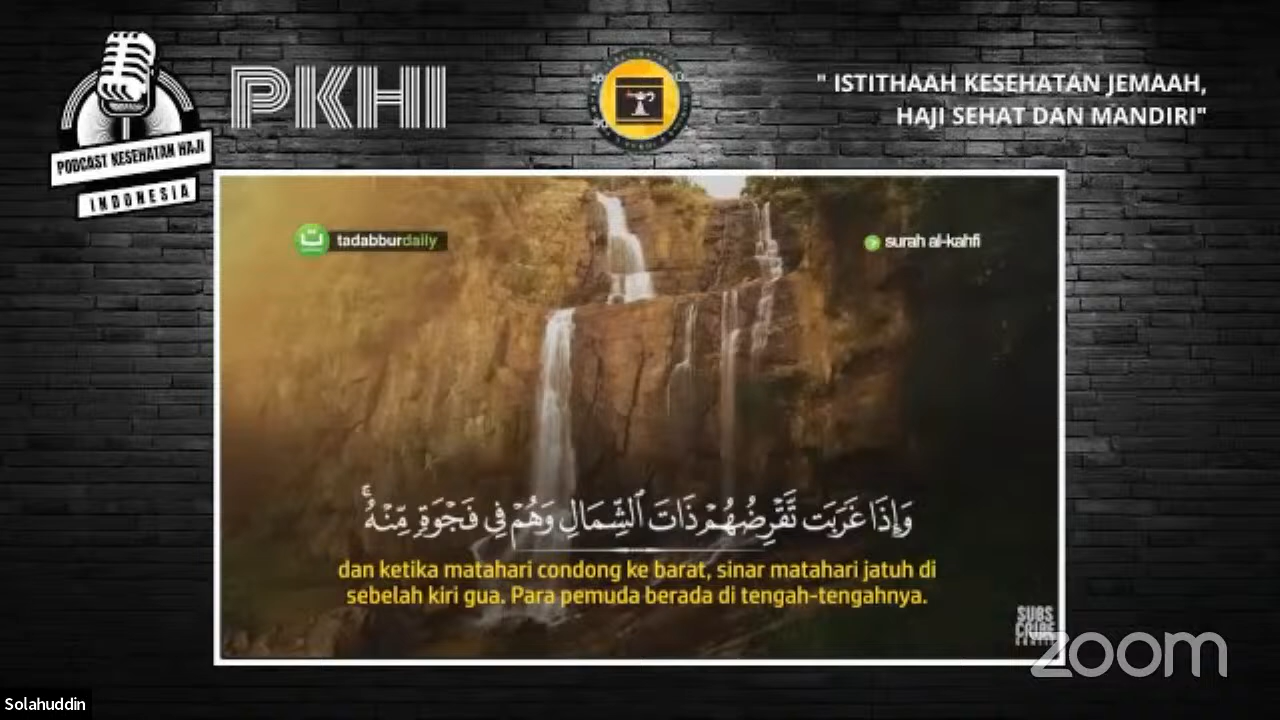 PODCAST KESEHATAN HAJI
INDONESIA
PKHI
" ISTITHAAH KESEHATAN JEMAAH,
HAJI SEHAT DAN MANDIRI"
tadabburdaily
surah al-kahfi
وَإِذَا غَرَبَت تَّقْرِضُهُمْ ذَاتَ ٱلشِّمَالِ وَهُمْ فِى فَجْوَةٍ مِّنْهُ ۚ
dan ketika matahari condong ke barat, sinar matahari jatuh di
sebelah kiri gua. Para pemuda berada di tengah-tengahnya.
SUBS
CRIBE
zoom
Solahuddin